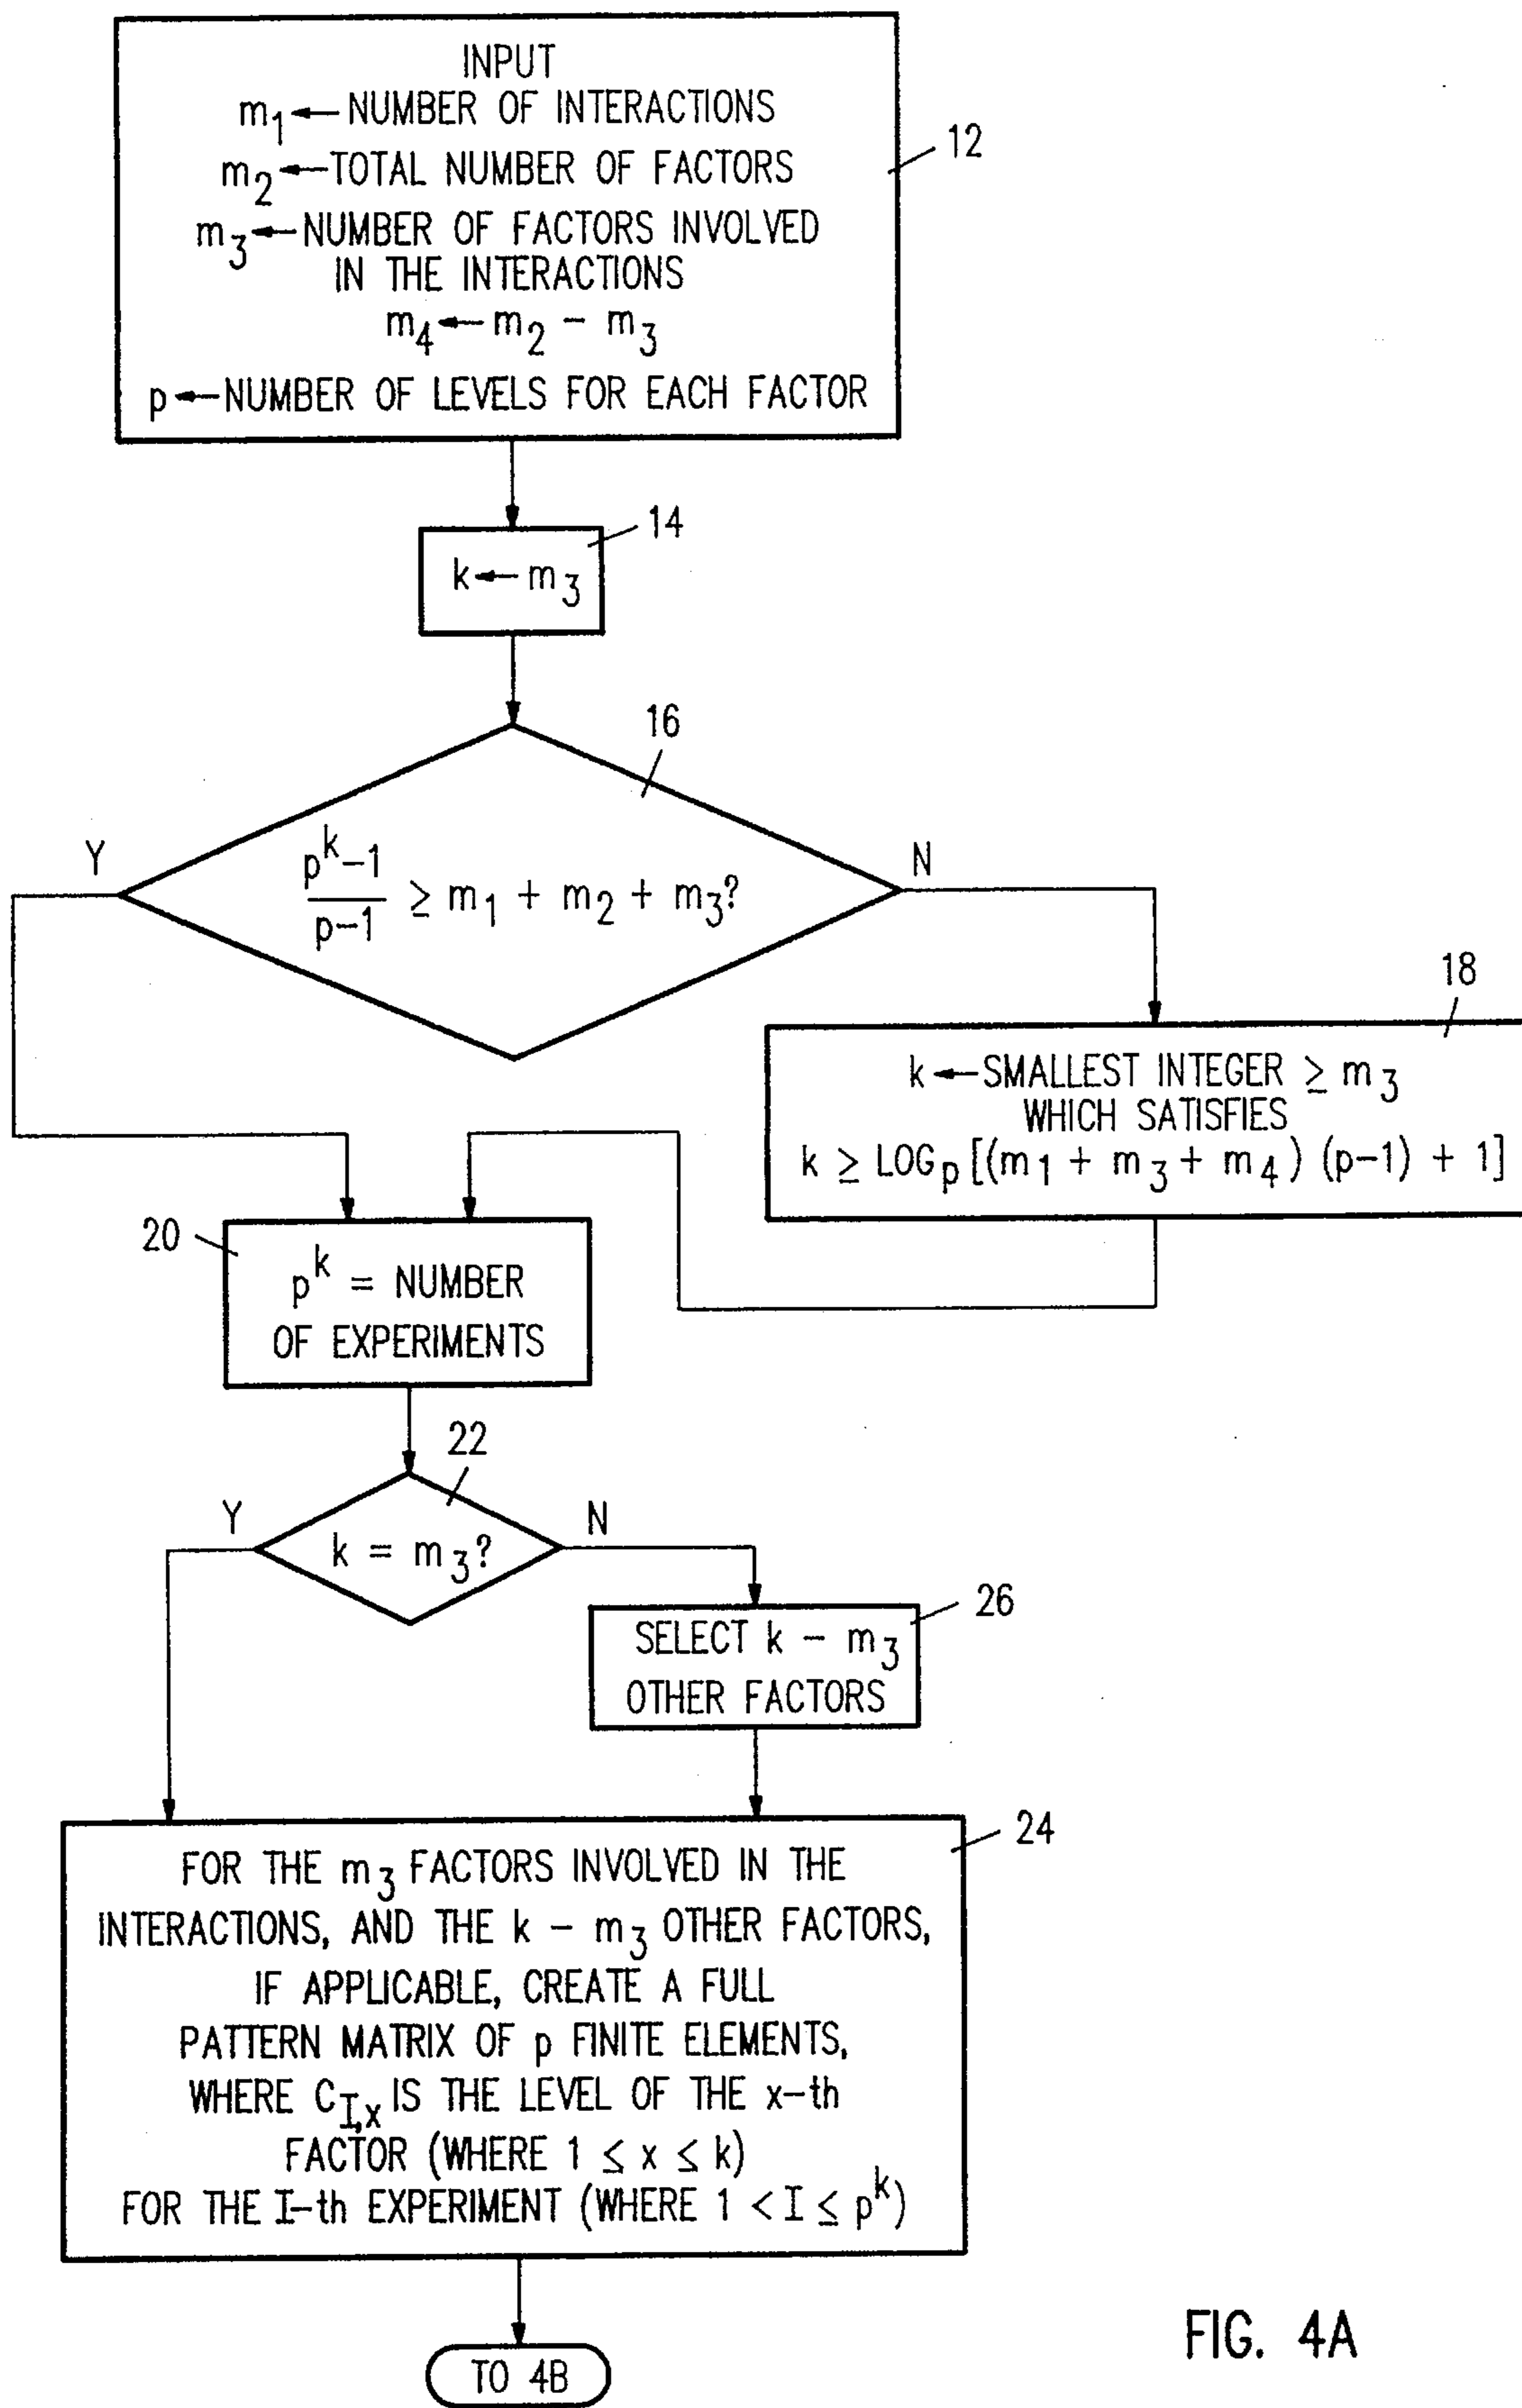 INPUT
m₁ ← NUMBER OF INTERACTIONS
m₂ ← TOTAL NUMBER OF FACTORS
m₃ ← NUMBER OF FACTORS INVOLVED
IN THE INTERACTIONS
m₄ ← m₂ - m₃
p ← NUMBER OF LEVELS FOR EACH FACTOR
12
14
k ← m₃
16
Y
N
p^k-1
p-1
≥ m₁ + m₂ + m₃?
18
k ← SMALLEST INTEGER ≥ m₃
WHICH SATISFIES
k ≥ LOGₚ [(m₁ + m₃ + m₄) (p-1) + 1]
20
p^k = NUMBER
OF EXPERIMENTS
22
Y
N
k = m₃?
26
SELECT k - m₃
OTHER FACTORS
24
FOR THE m₃ FACTORS INVOLVED IN THE
INTERACTIONS, AND THE k - m₃ OTHER FACTORS,
IF APPLICABLE, CREATE A FULL
PATTERN MATRIX OF p FINITE ELEMENTS,
WHERE C_I,x IS THE LEVEL OF THE x-th
FACTOR (WHERE 1 ≤ x ≤ k)
FOR THE I-th EXPERIMENT (WHERE 1 < I ≤ p^k)
TO 4B
FIG. 4A